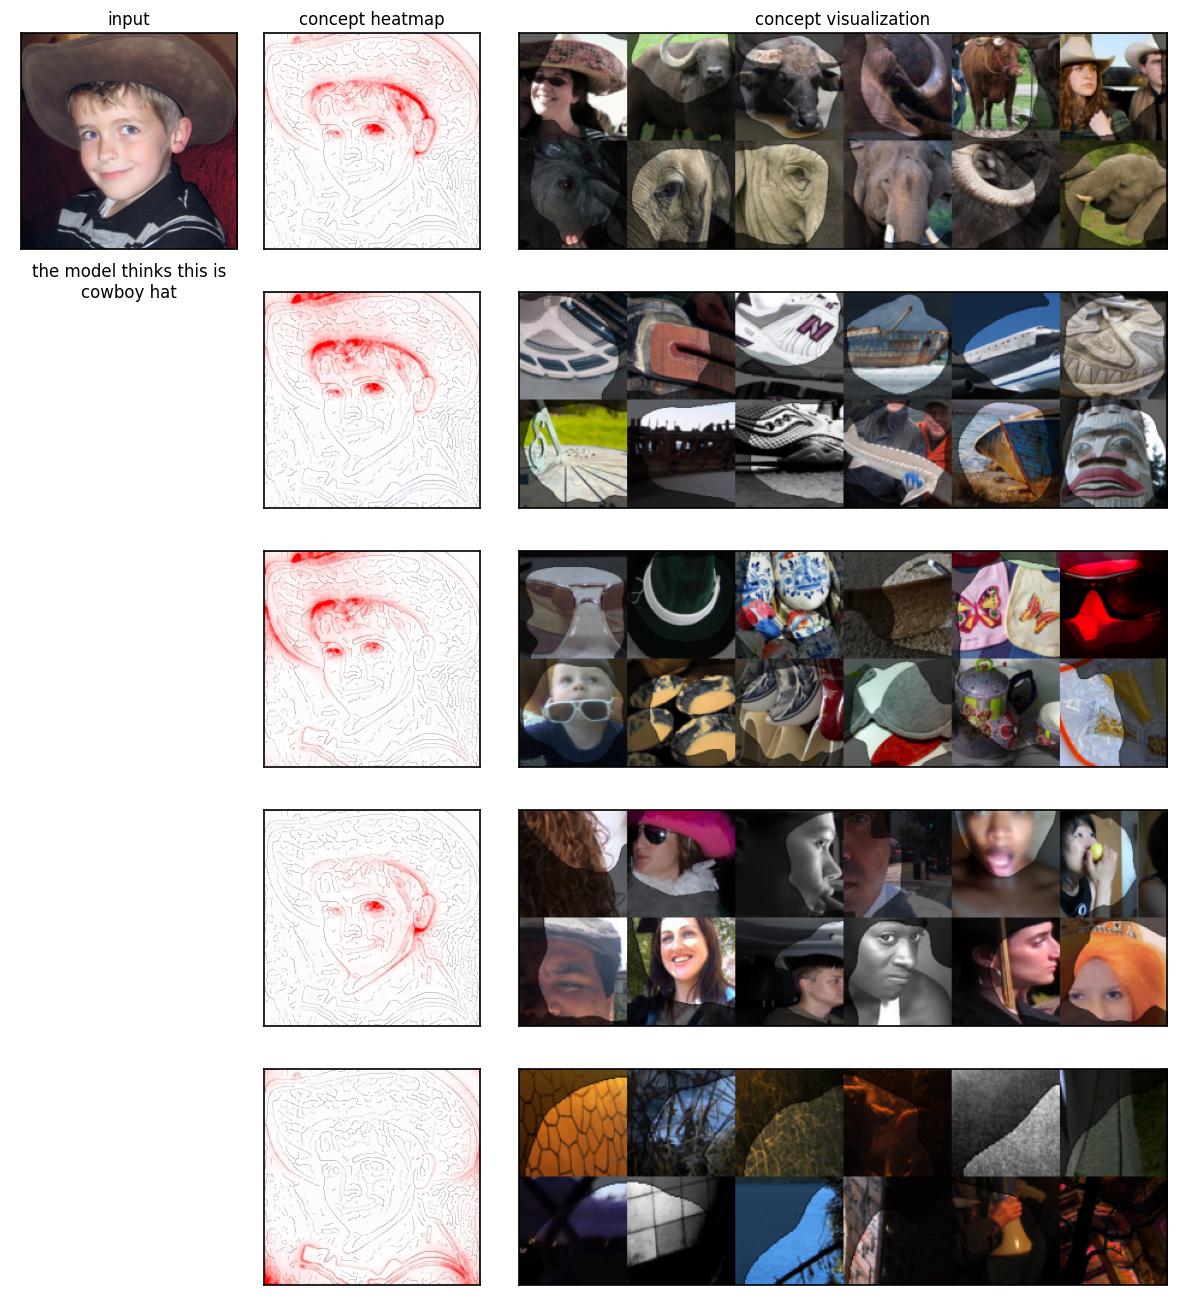 input
concept heatmap
concept visualization
the model thinks this is
cowboy hat
N